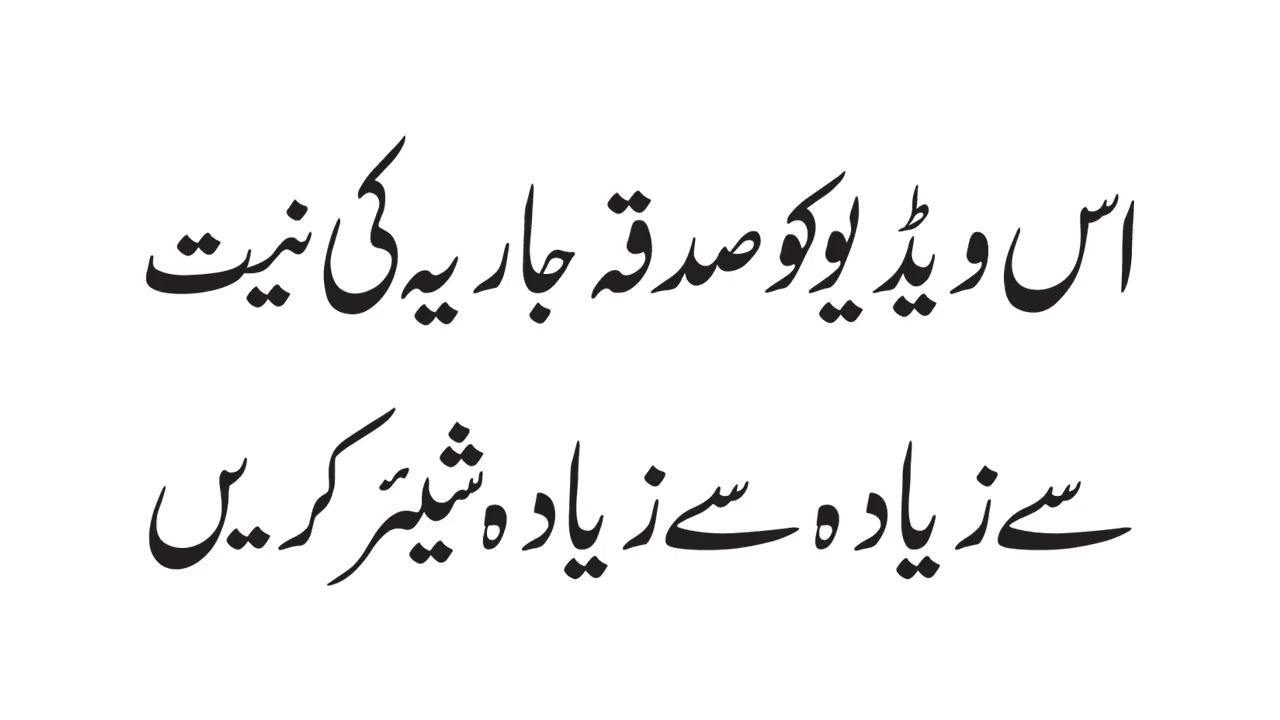 اس ویڈیو کو صدقہ جاریہ کی نیت
سے زیادہ سے زیادہ شیئر کریں